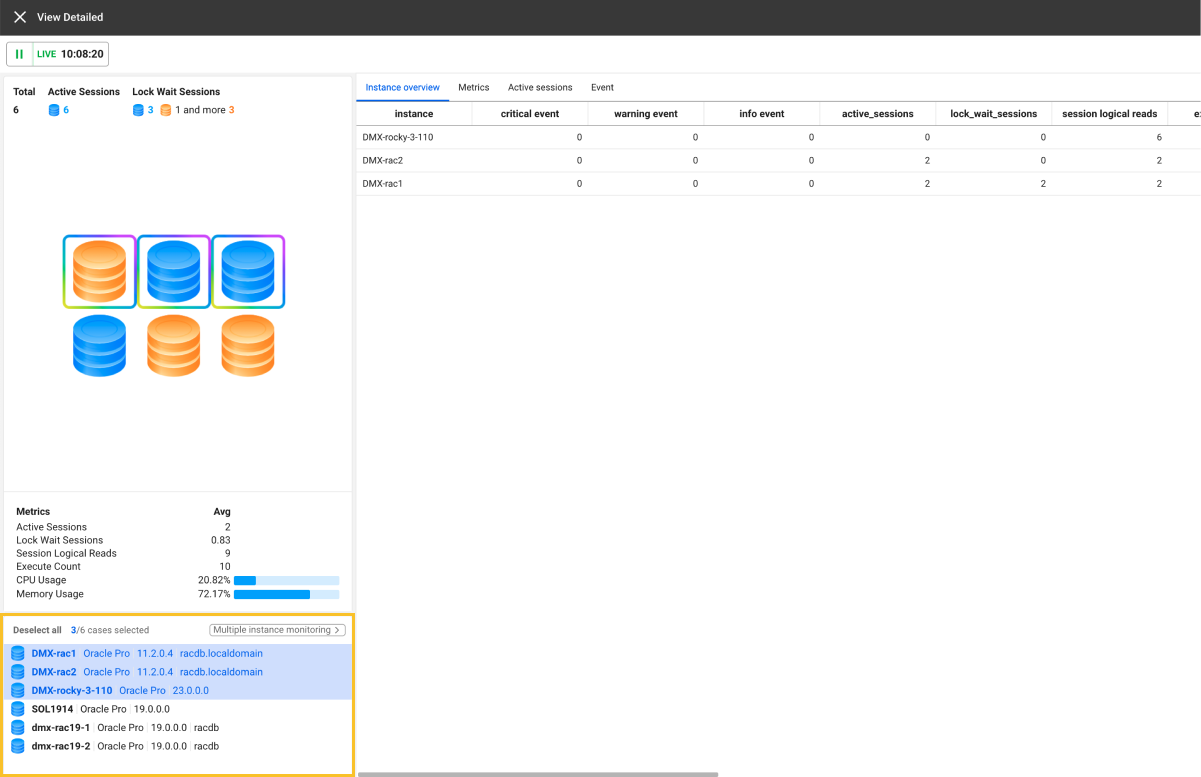 View Detailed
LIVE 10:08:20
Total Active Sessions Lock Wait Sessions
6 6 3 1 and more 3
Instance overview Metrics Active sessions Event
instance critical event warning event info event active_sessions lock_wait_sessions session logical reads
DMX-rocky-3-110 0 0 0 0 0 6
DMX-rac2 0 0 0 2 0 2
DMX-rac1 0 0 0 2 2 2
Metrics Avg
Active Sessions 2
Lock Wait Sessions 0.83
Session Logical Reads 9
Execute Count 10
CPU Usage 20.82%
Memory Usage 72.17%
Deselect all 3/6 cases selected Multiple instance monitoring >
DMX-rac1 Oracle Pro 11.2.0.4 racdb.localdomain
DMX-rac2 Oracle Pro 11.2.0.4 racdb.localdomain
DMX-rocky-3-110 Oracle Pro 23.0.0.0
SOL1914 Oracle Pro 19.0.0.0
dmx-rac19-1 Oracle Pro 19.0.0.0 racdb
dmx-rac19-2 Oracle Pro 19.0.0.0 racdb